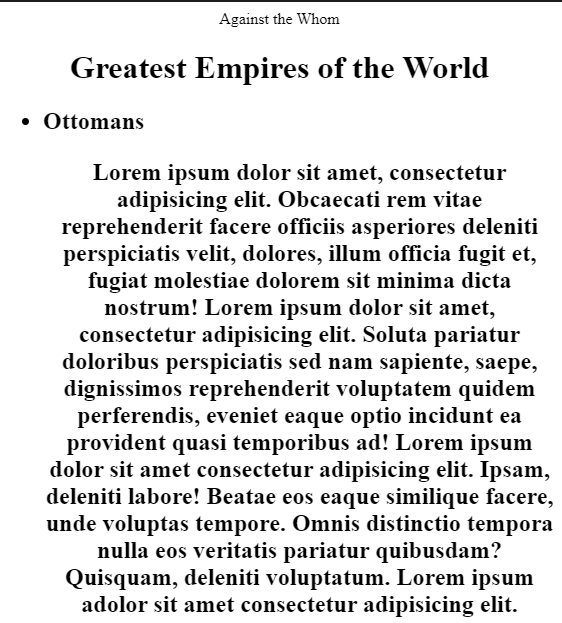 Against the Whom
Greatest Empires of the World
• Ottomans
Lorem ipsum dolor sit amet, consectetur
adipisicing elit. Obcaecati rem vitae
reprehenderit facere officiis asperiores deleniti
perspiciatis velit, dolores, illum officia fugit et,
fugiat molestiae dolorem sit minima dicta
nostrum! Lorem ipsum dolor sit amet,
consectetur adipisicing elit. Soluta pariatur
doloribus perspiciatis sed nam sapiente, saepe,
dignissimos reprehenderit voluptatem quidem
perferendis, eveniet eaque optio incidunt ea
provident quasi temporibus ad! Lorem ipsum
dolor sit amet consectetur adipisicing elit. Ipsam,
deleniti labore! Beatae eos eaque similique facere,
unde voluptas tempore. Omnis distinctio tempora
nulla eos veritatis pariatur quibusdam?
Quisquam, deleniti voluptatum. Lorem ipsum
adolor sit amet consectetur adipisicing elit.